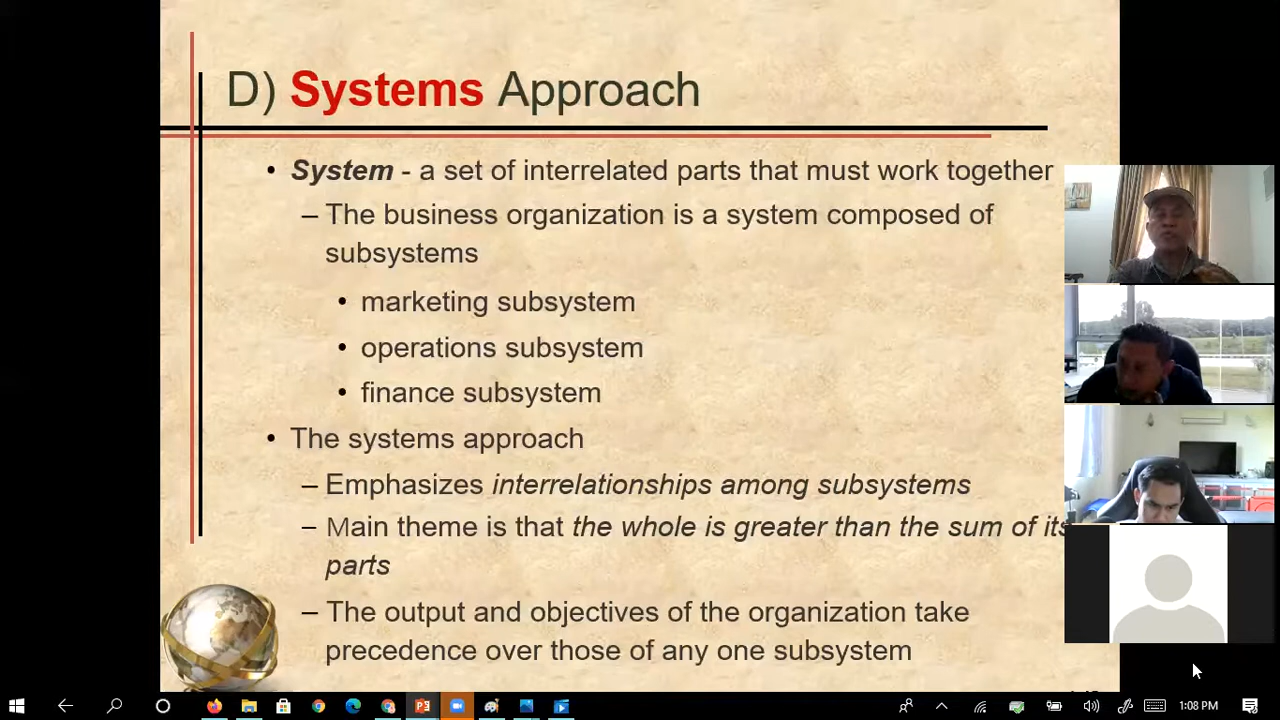 D) Systems Approach
• System - a set of interrelated parts that must work together
– The business organization is a system composed of
subsystems
• marketing subsystem
• operations subsystem
• finance subsystem
• The systems approach
– Emphasizes interrelationships among subsystems
– Main theme is that the whole is greater than the sum of its
parts
– The output and objectives of the organization take
precedence over those of any one subsystem
1:08 PM